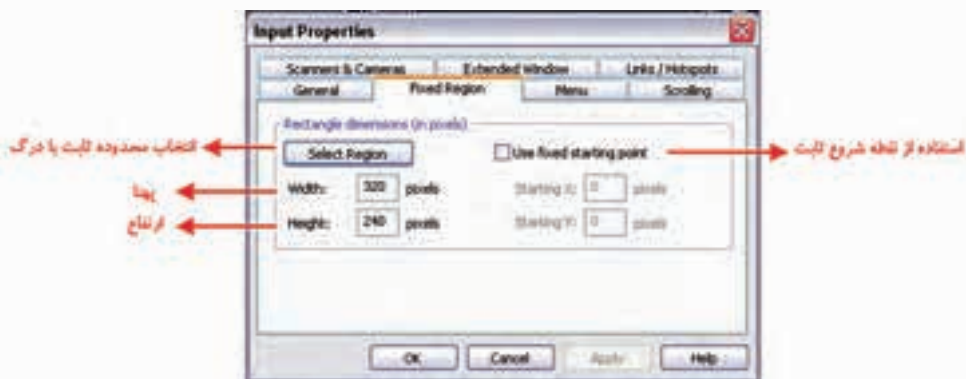 Input Properties
Scanners & Cameras Extended Window Links / Hotspots
General Fixed Region Menu Scrolling
Rectangle dimensions (in pixels)
انتخاب محدوده ثابت با درگ
Select Region
Use fixed starting point
استفاده از نقطه شروع ثابت
پهنا
Width: 320 pixels
Starting X: 0 pixels
ارتفاع
Height: 240 pixels
Starting Y: 0 pixels
OK Cancel Apply Help